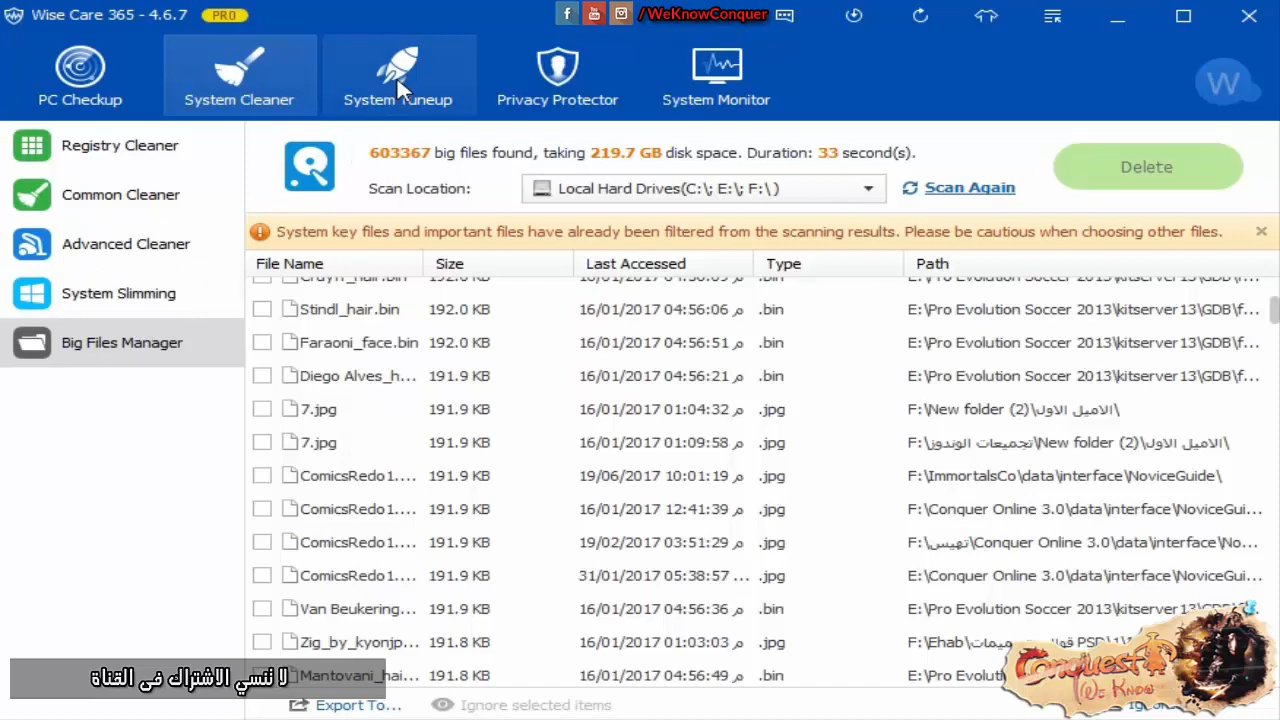 Wise Care 365 - 4.6.7 PRO
/WeKnowConquer
PC Checkup
System Cleaner
System Tuneup
Privacy Protector
System Monitor
W
Registry Cleaner
Common Cleaner
Advanced Cleaner
System Slimming
Big Files Manager
603367 big files found, taking 219.7 GB disk space. Duration: 33 second(s).
Scan Location: Local Hard Drives(C:\; E:\; F:\) Scan Again
Delete
System key files and important files have already been filtered from the scanning results. Please be cautious when choosing other files.
File Name Size Last Accessed Type Path
Stindl_hair.bin 192.0 KB 16/01/2017 04:56:06 م .bin E:\Pro Evolution Soccer 2013\kitserver13\GDB\f...
Faraoni_face.bin 192.0 KB 16/01/2017 04:56:51 م .bin E:\Pro Evolution Soccer 2013\kitserver13\GDB\f...
Diego Alves_h... 191.9 KB 16/01/2017 04:56:21 م .bin E:\Pro Evolution Soccer 2013\kitserver13\GDB\f...
7.jpg 191.9 KB 16/01/2017 01:04:32 م .jpg F:\New folder (2)\الاميل الاول\
7.jpg 191.9 KB 16/01/2017 01:09:58 م .jpg F:\تجميعات الوندوز\New folder (2)\الاميل الاول\
ComicsRedo1.... 191.9 KB 19/06/2017 10:01:19 م .jpg F:\ImmortalsCo\data\interface\NoviceGuide\
ComicsRedo1.... 191.9 KB 16/01/2017 12:41:39 م .jpg F:\Conquer Online 3.0\data\interface\NoviceGui...
ComicsRedo1.... 191.9 KB 19/02/2017 03:51:29 م .jpg F:\تهيس\Conquer Online 3.0\data\interface\No...
ComicsRedo1.... 191.9 KB 31/01/2017 05:38:57 ... .jpg E:\Conquer Online 3.0\data\interface\NoviceGui...
Van Beukering... 191.9 KB 16/01/2017 04:56:36 م .bin E:\Pro Evolution Soccer 2013\kitserver13\GDB\f...
Zig_by_kyonjp... 191.8 KB 16/01/2017 01:03:03 م .jpg F:\Ehab\
Mantovani_hai... 191.8 KB 16/01/2017 04:56:49 م .bin E:\Pro Evolution
Export To... Ignore selected items
لا تنسي الاشتراك فى القناة
Conquest
We Know